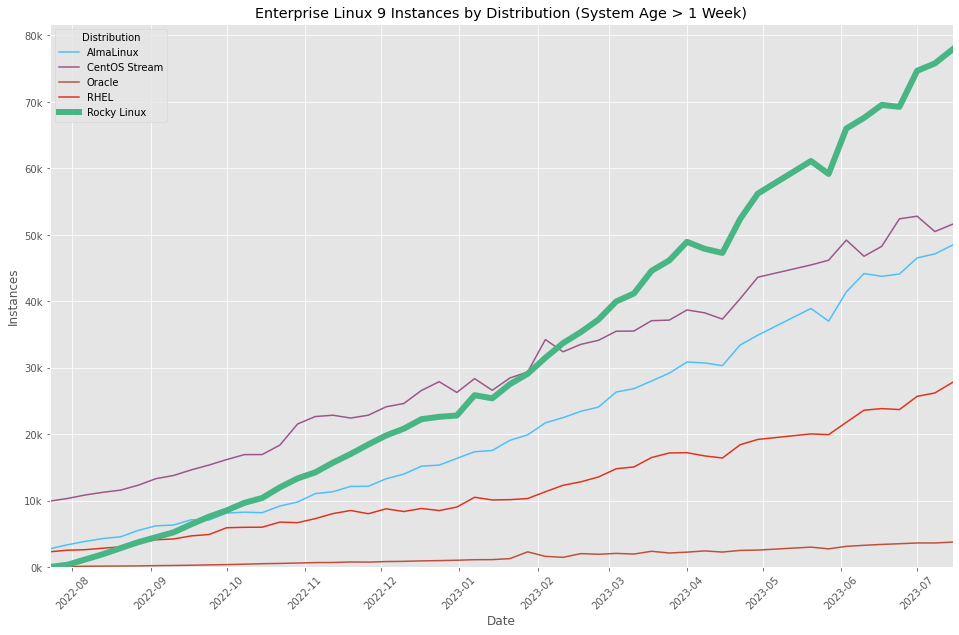 Enterprise Linux 9 Instances by Distribution (System Age > 1 Week)
Distribution
AlmaLinux
CentOS Stream
Oracle
RHEL
Rocky Linux
80k
70k
60k
50k
40k
30k
20k
10k
0k
Instances
2022-08
2022-09
2022-10
2022-11
2022-12
2023-01
2023-02
2023-03
2023-04
2023-05
2023-06
2023-07
Date